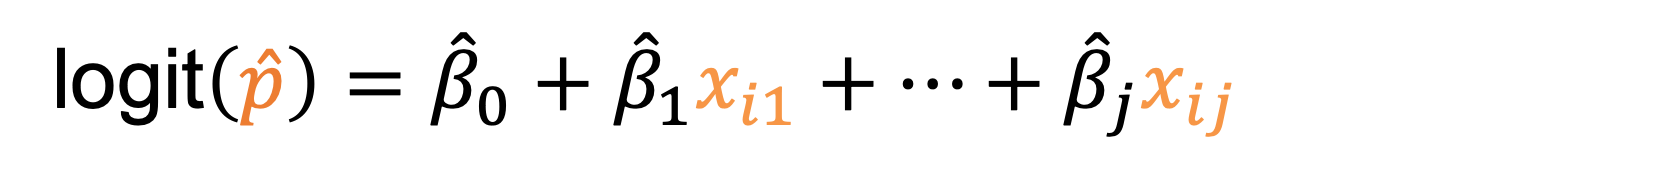 logit(p̂) = β̂₀ + β̂₁xᵢ₁ + ⋯ + β̂ⱼxᵢⱼ